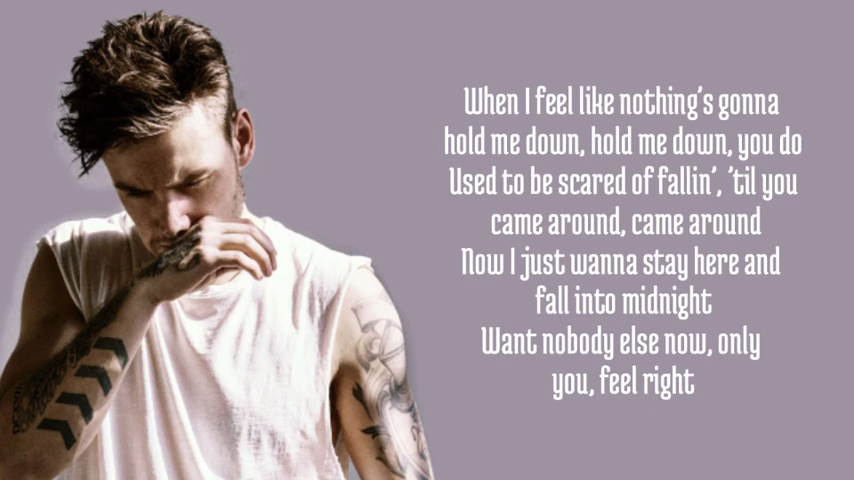 When I feel like nothing's gonna
hold me down, hold me down, you do
Used to be scared of fallin', 'til you
came around, came around
Now I just wanna stay here and
fall into midnight
Want nobody else now, only
you, feel right